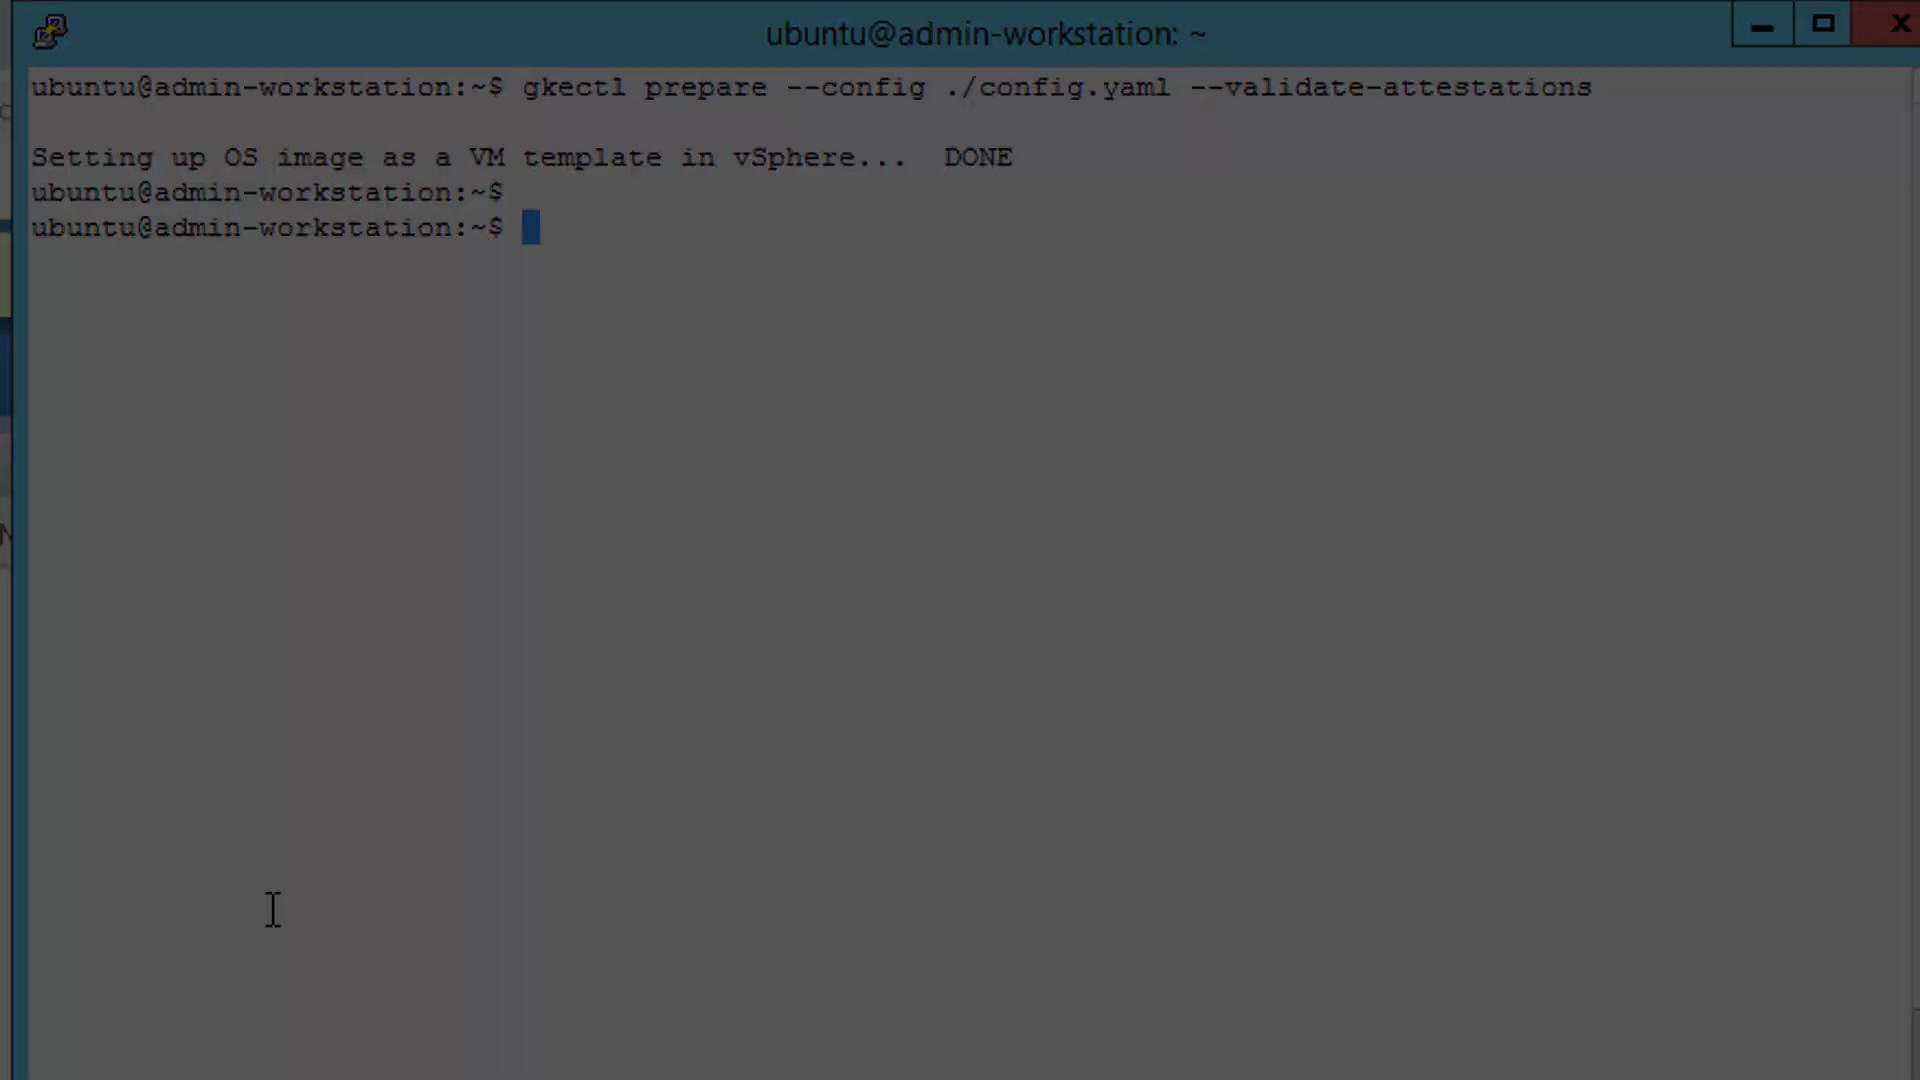 ubuntu@admin-workstation: ~
ubuntu@admin-workstation:~$ gkectl prepare --config ./config.yaml --validate-attestations
Setting up OS image as a VM template in vSphere...  DONE
ubuntu@admin-workstation:~$
ubuntu@admin-workstation:~$